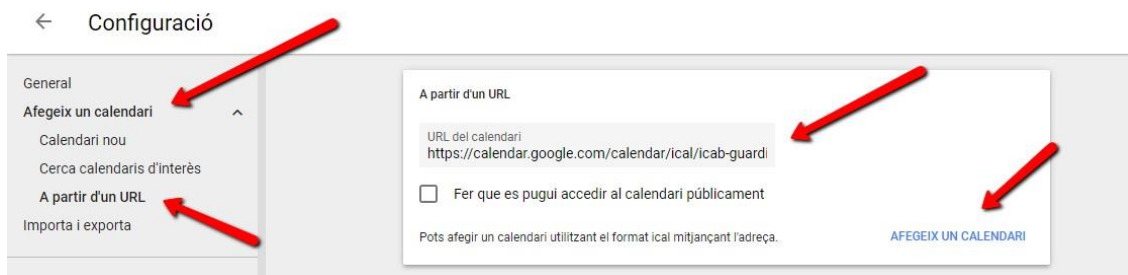 Configuració
General
Afegeix un calendari
Calendari nou
Cerca calendaris d'interès
A partir d'un URL
Importa i exporta
A partir d'un URL
URL del calendari
https://calendar.google.com/calendar/ical/icab-guardi
Fer que es pugui accedir al calendari públicament
Pots afegir un calendari utilitzant el format ical mitjançant l'adreça.
AFEGEIX UN CALENDARI